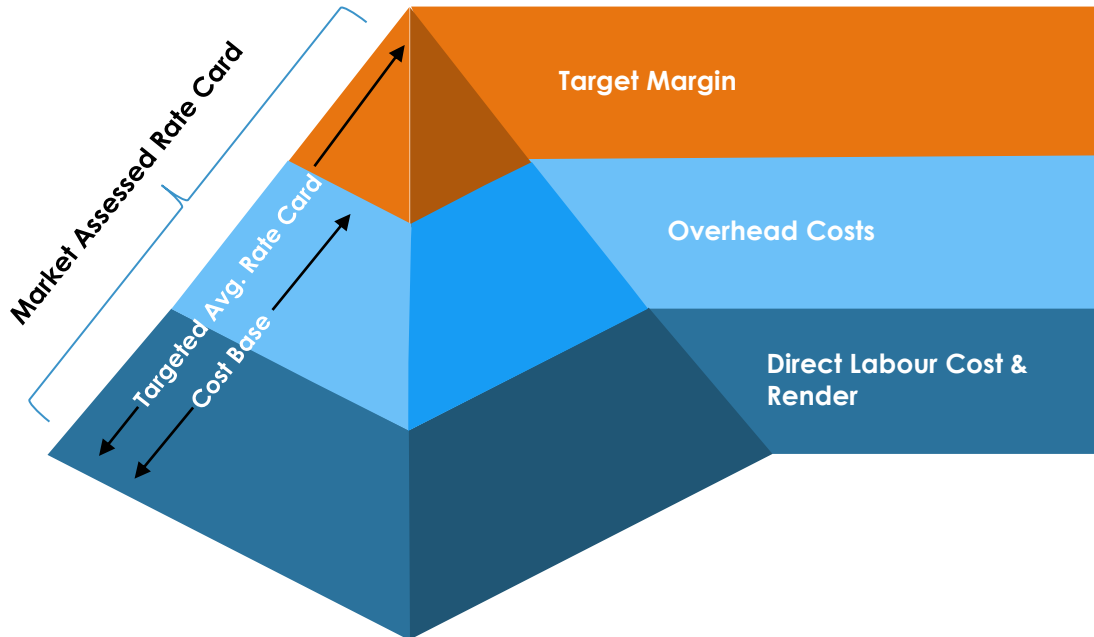 Market Assessed Rate Card
Targeted Avg. Rate Card
Cost Base
Target Margin
Overhead Costs
Direct Labour Cost &
Render